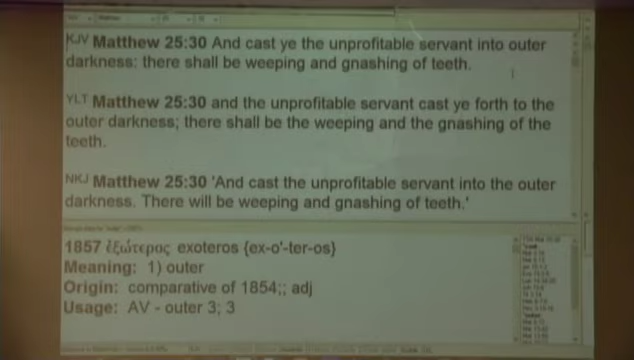 KJV Matthew 25:30 And cast ye the unprofitable servant into outer
darkness: there shall be weeping and gnashing of teeth.
YLT Matthew 25:30 and the unprofitable servant cast ye forth to the
outer darkness; there shall be the weeping and the gnashing of the
teeth.
NKJ Matthew 25:30 'And cast the unprofitable servant into the outer
darkness. There will be weeping and gnashing of teeth.'
1857 ἐξώτερος exoteros {ex-o'-ter-os}
Meaning: 1) outer
Origin: comparative of 1854;; adj
Usage: AV - outer 3; 3